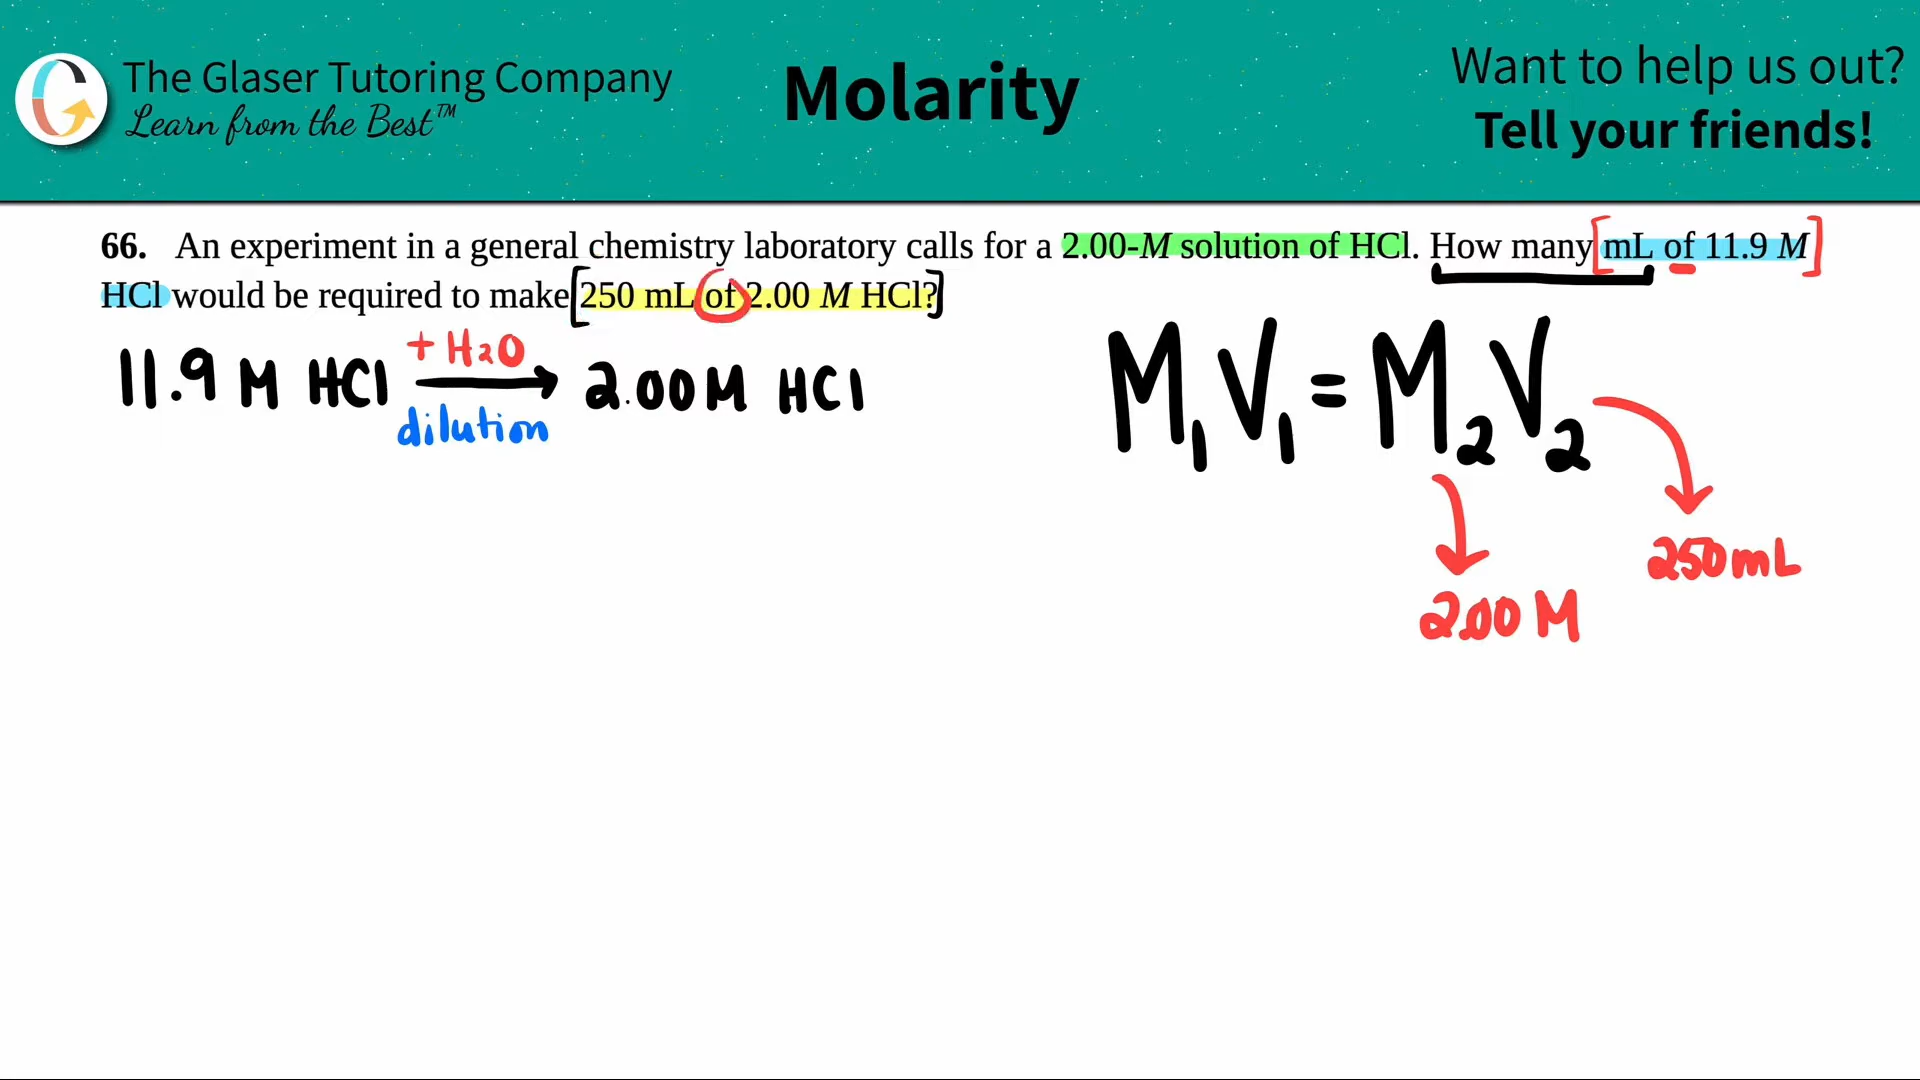 The Glaser Tutoring Company
Learn from the Best™
Molarity
Want to help us out?
Tell your friends!
66. An experiment in a general chemistry laboratory calls for a 2.00-M solution of HCl. How many mL of 11.9 M
HCl would be required to make 250 mL of 2.00 M HCl?
11.9 M HCl + H2O → 2.00 M HCl
dilution
M1V1 = M2V2
250 mL
2.00 M